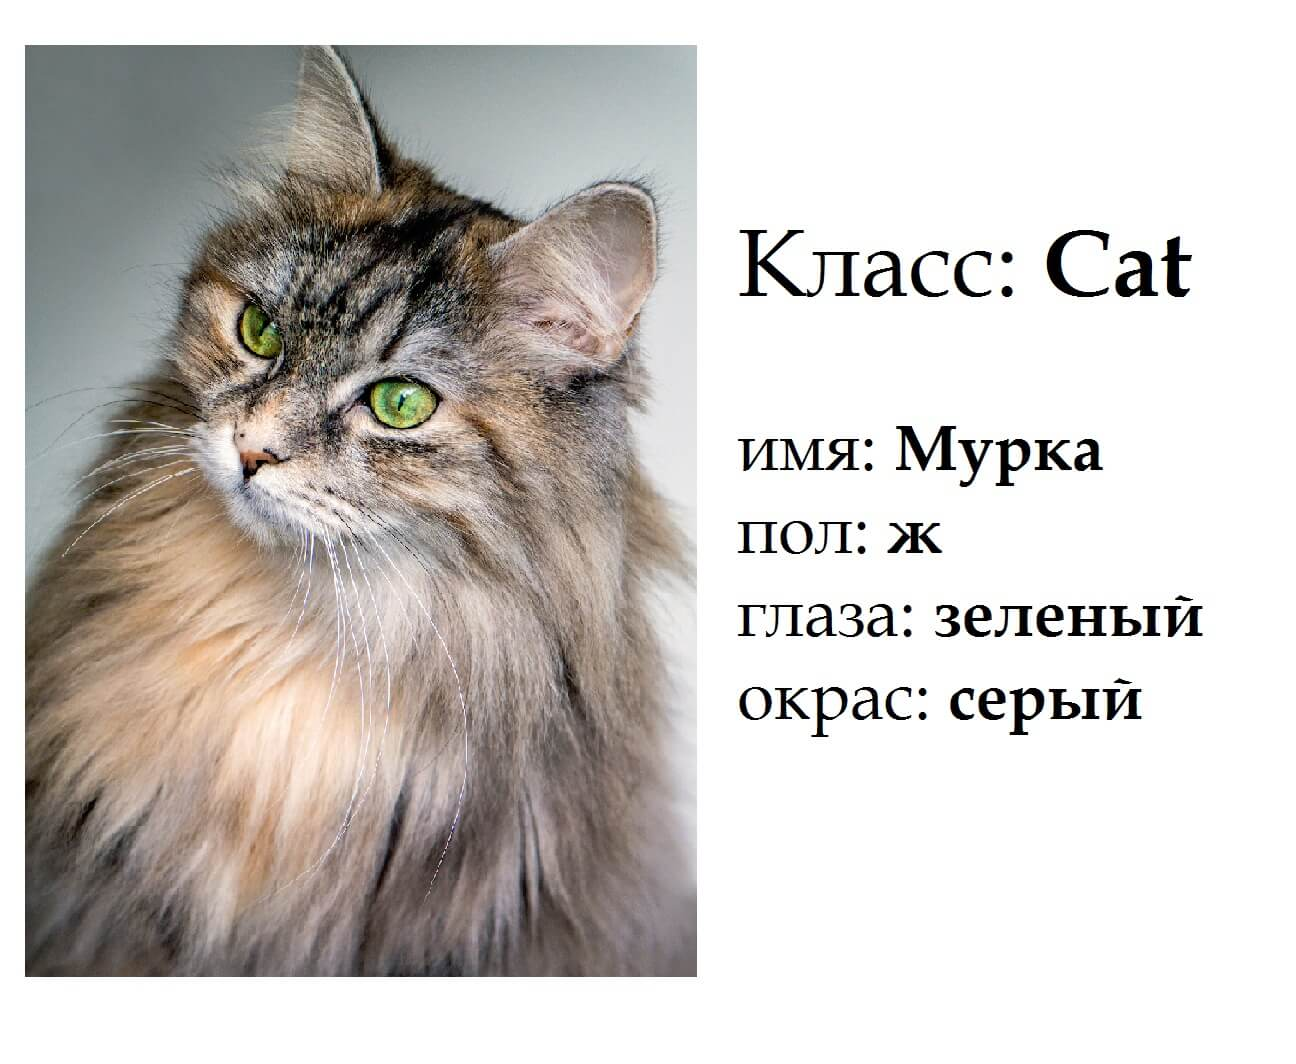 Класс: Cat
имя: Мурка
пол: ж
глаза: зеленый
окрас: серый